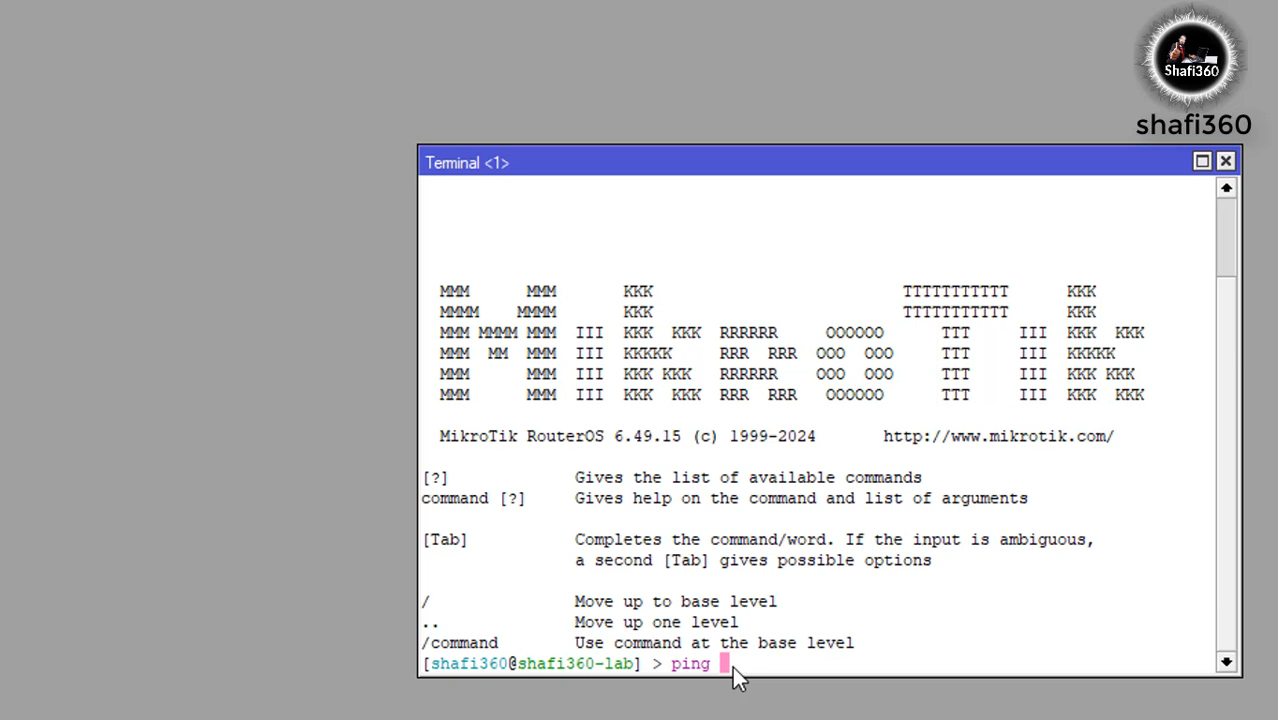 Shafi360
shafi360
Terminal <1>
MMM      MMM       KKK                          TTTTTTTTTTT      KKK
MMMM    MMMM       KKK                          TTTTTTTTTTT      KKK
MMM MMMM MMM  III  KKK  KKK  RRRRRR     OOOOOO      TTT     III  KKK  KKK
MMM  MM  MMM  III  KKKKK     RRR  RRR  OOO  OOO     TTT     III  KKKKK
MMM      MMM  III  KKK KKK   RRRRRR    OOO  OOO     TTT     III  KKK KKK
MMM      MMM  III  KKK  KKK  RRR  RRR   OOOOOO      TTT     III  KKK  KKK
MikroTik RouterOS 6.49.15 (c) 1999-2024       http://www.mikrotik.com/
[?]             Gives the list of available commands
command [?]     Gives help on the command and list of arguments
[Tab]           Completes the command/word. If the input is ambiguous,
a second [Tab] gives possible options
/               Move up to base level
..              Move up one level
/command        Use command at the base level
[shafi360@shafi360-lab] > ping